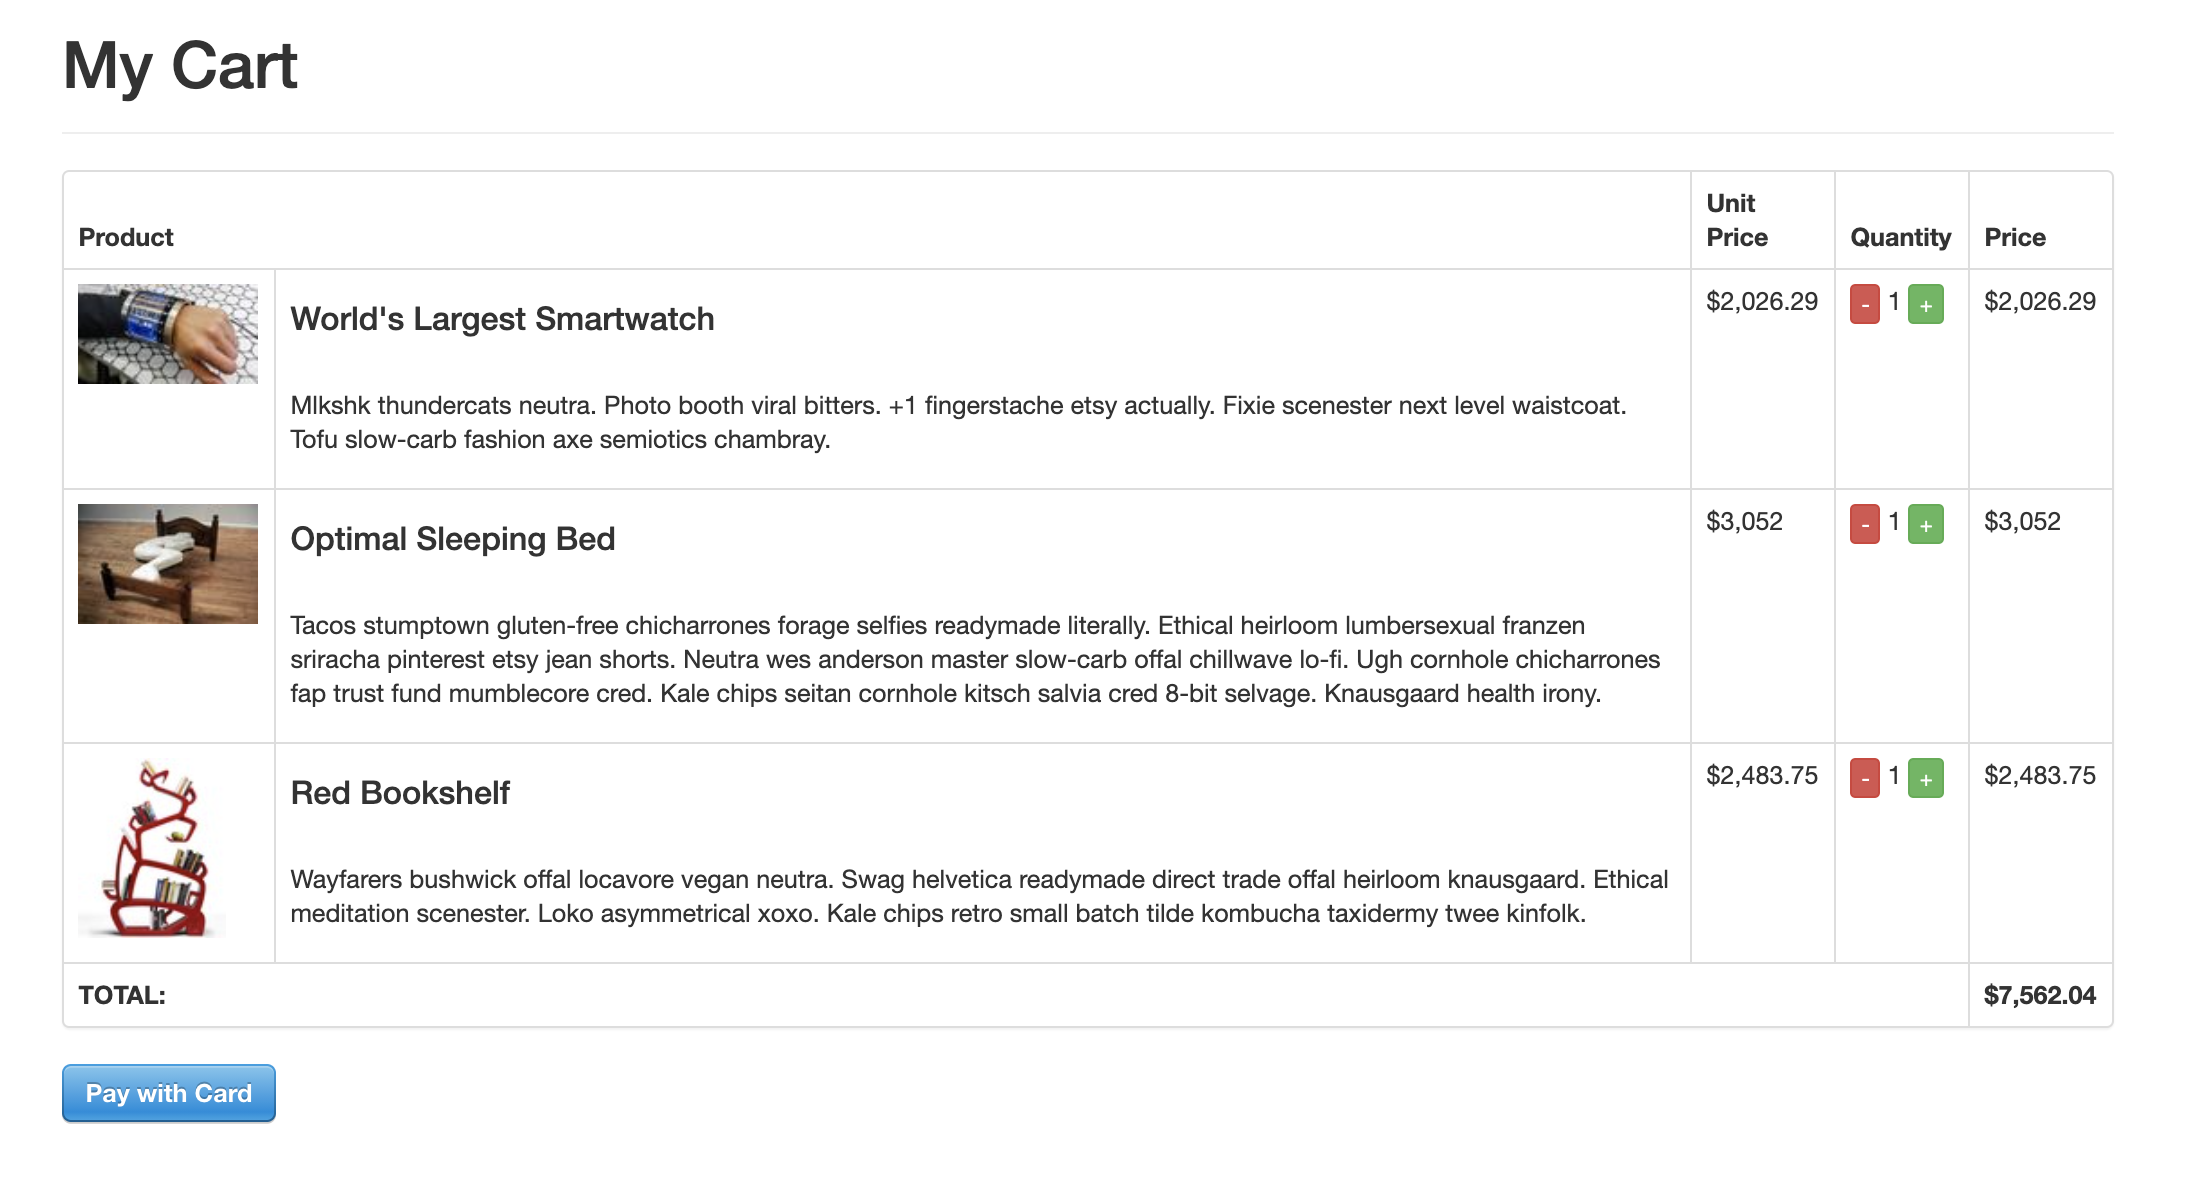 My Cart
Product
Unit
Price
Quantity
Price
World's Largest Smartwatch
$2,026.29
-
1
+
$2,026.29
Mlkshk thundercats neutra. Photo booth viral bitters. +1 fingerstache etsy actually. Fixie scenester next level waistcoat.
Tofu slow-carb fashion axe semiotics chambray.
Optimal Sleeping Bed
$3,052
-
1
+
$3,052
Tacos stumptown gluten-free chicharrones forage selfies readymade literally. Ethical heirloom lumbersexual franzen
sriracha pinterest etsy jean shorts. Neutra wes anderson master slow-carb offal chillwave lo-fi. Ugh cornhole chicharrones
fap trust fund mumblecore cred. Kale chips seitan cornhole kitsch salvia cred 8-bit selvage. Knausgaard health irony.
Red Bookshelf
$2,483.75
-
1
+
$2,483.75
Wayfarers bushwick offal locavore vegan neutra. Swag helvetica readymade direct trade offal heirloom knausgaard. Ethical
meditation scenester. Loko asymmetrical xoxo. Kale chips retro small batch tilde kombucha taxidermy twee kinfolk.
TOTAL:
$7,562.04
Pay with Card